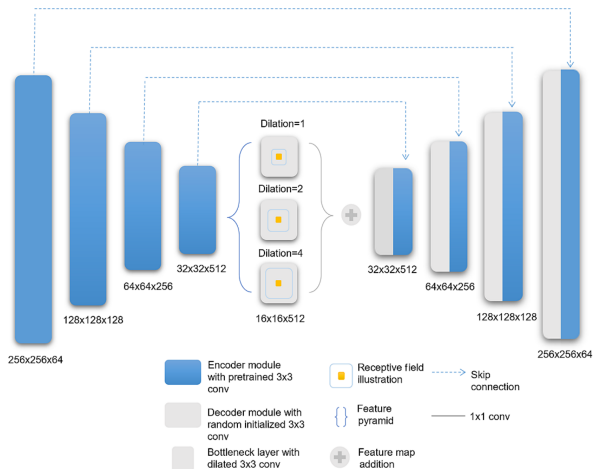 Dilation=1
Dilation=2
Dilation=4
16x16x512
256x256x64
128x128x128
64x64x256
32x32x512
32x32x512
64x64x256
128x128x128
256x256x64
Encoder module
with pretrained 3x3
conv
Decoder module with
random initialized 3x3
conv
Bottleneck layer with
dilated 3x3 conv
Receptive field
illustration
{ }
Feature
pyramid
Feature map
addition
Skip
connection
1x1 conv